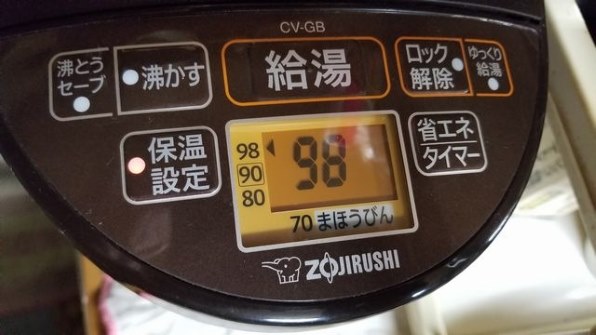 CV-GB
沸とう
セーブ
沸かす
給湯
ロック
解除
ゆっくり
給湯
保温
設定
98
90
80
98
70 まほうびん
省エネ
タイマー
ZOJIRUSHI